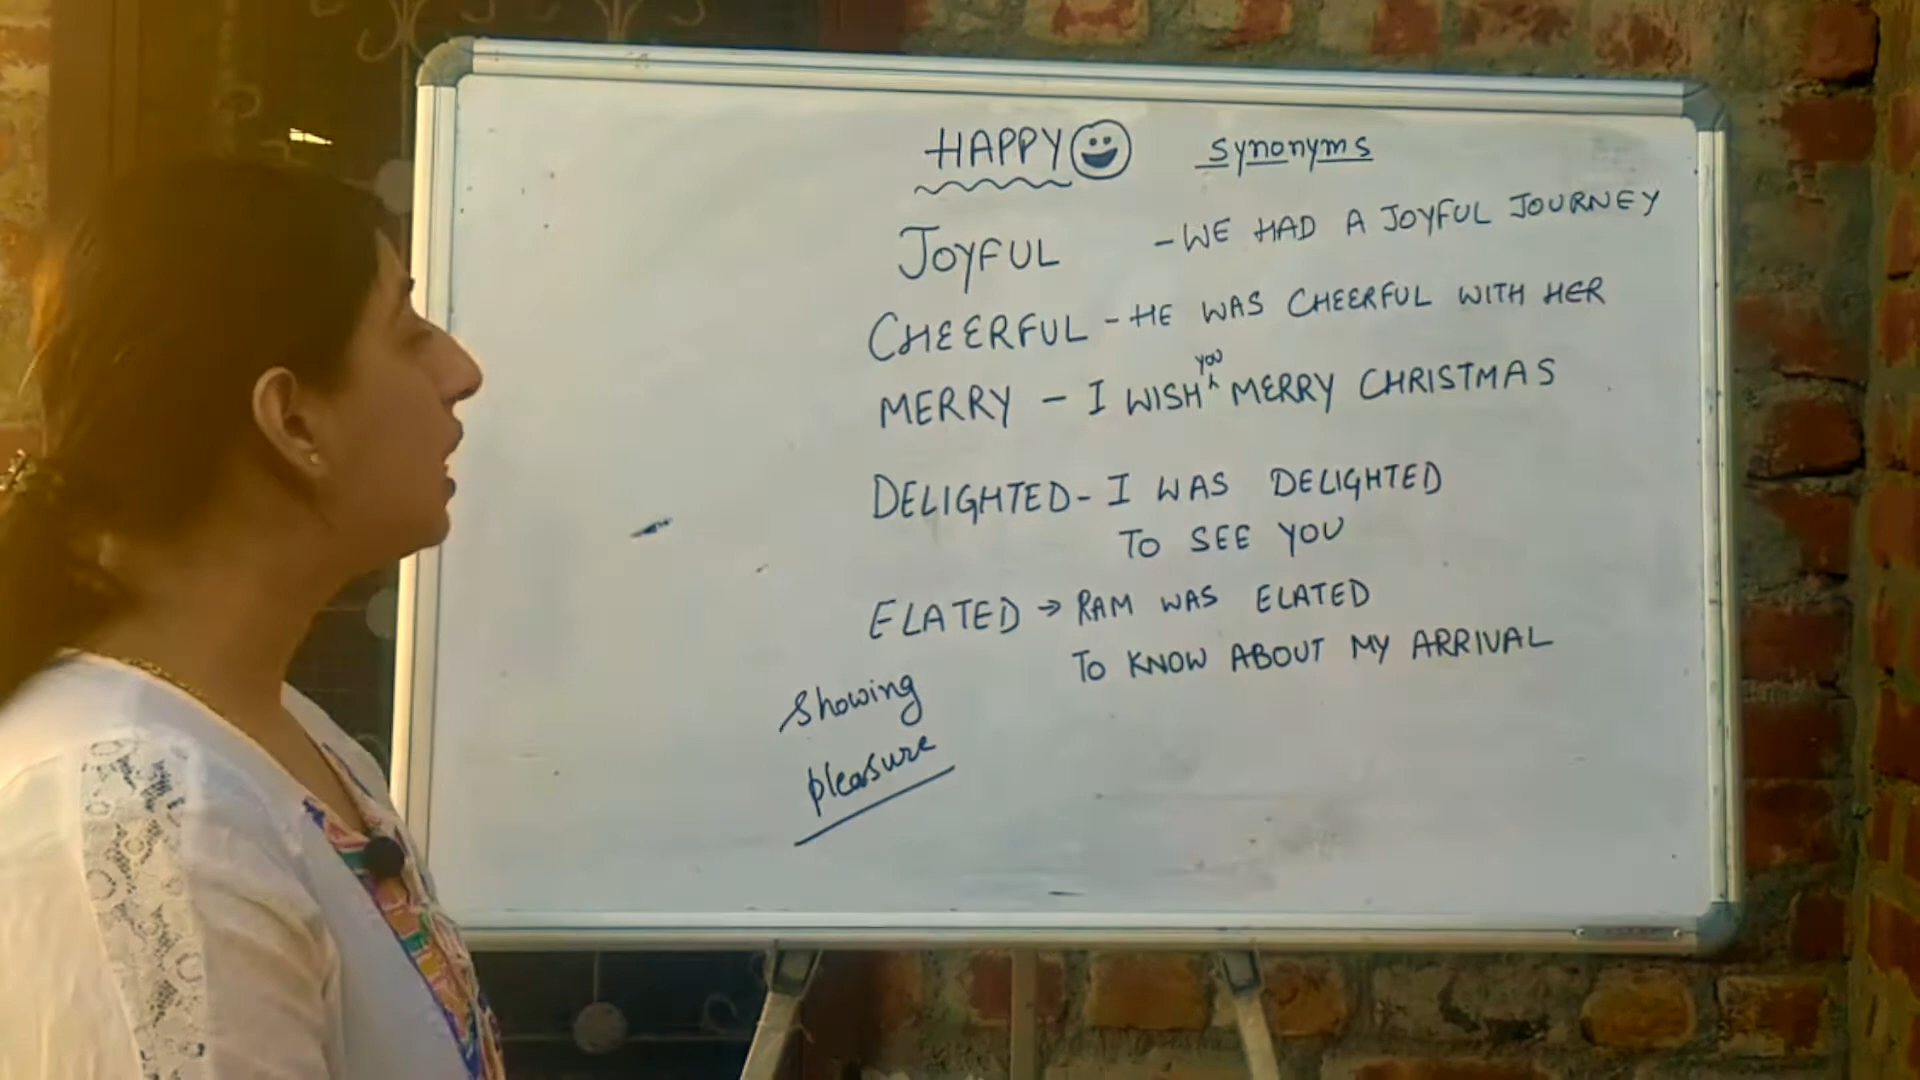 HAPPY synonyms
JOYFUL - WE HAD A JOYFUL JOURNEY
CHEERFUL - HE WAS CHEERFUL WITH HER
you
MERRY - I WISH ^ MERRY CHRISTMAS
DELIGHTED - I WAS DELIGHTED
TO SEE YOU
ELATED → RAM WAS ELATED
TO KNOW ABOUT MY ARRIVAL
Showing
pleasure